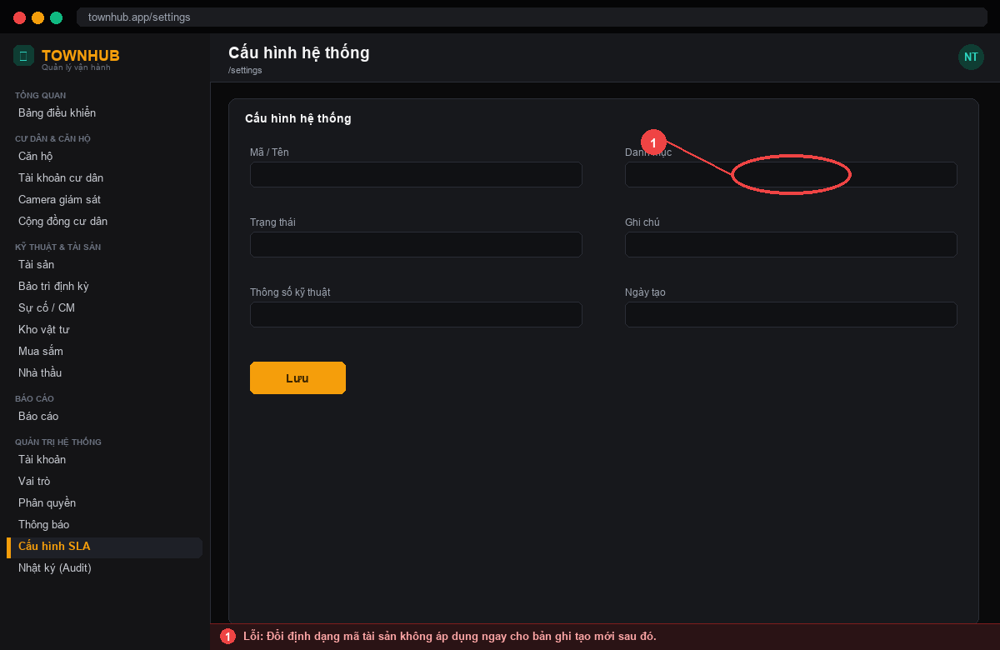 townhub.app/settings
TOWNHUB
Quản lý vận hành
TỔNG QUAN
Bảng điều khiển
CƯ DÂN & CĂN HỘ
Căn hộ
Tài khoản cư dân
Camera giám sát
Cộng đồng cư dân
KỸ THUẬT & TÀI SẢN
Tài sản
Bảo trì định kỳ
Sự cố / CM
Kho vật tư
Mua sắm
Nhà thầu
BÁO CÁO
Báo cáo
QUẢN TRỊ HỆ THỐNG
Tài khoản
Vai trò
Phân quyền
Thông báo
Cấu hình SLA
Nhật ký (Audit)
Cấu hình hệ thống
/settings
NT
Cấu hình hệ thống
Mã / Tên
Danh mục
1
Trạng thái
Ghi chú
Thông số kỹ thuật
Ngày tạo
Lưu
1 Lỗi: Đổi định dạng mã tài sản không áp dụng ngay cho bản ghi tạo mới sau đó.